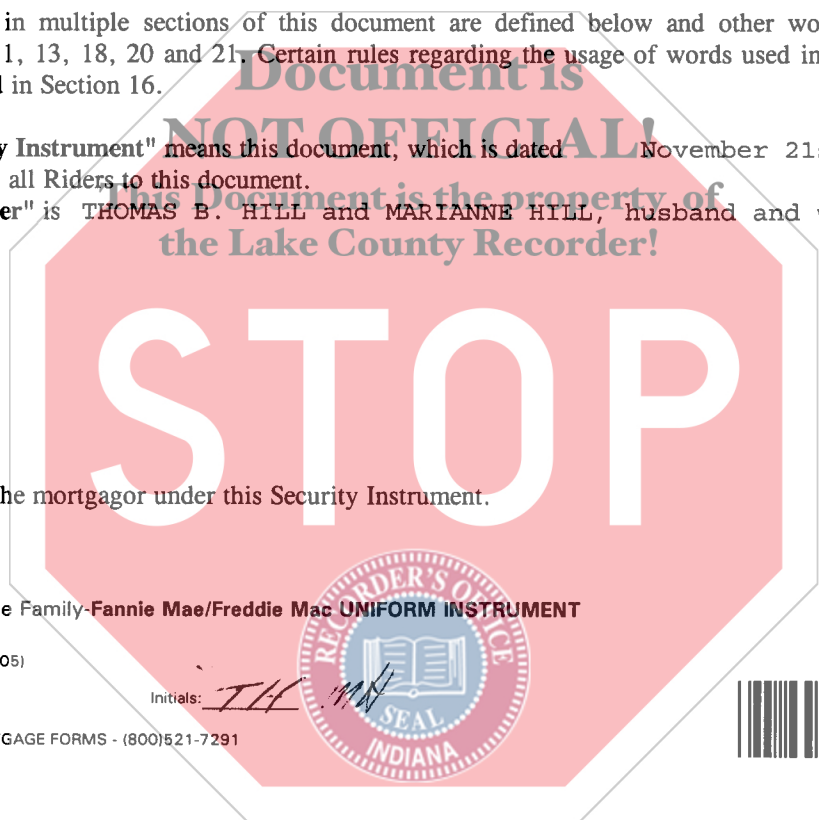 in multiple sections of this document are defined below and other wo
1, 13, 18, 20 and 21. Certain rules regarding the usage of words used in
in Section 16.
Document is
NOT OFFICIAL!
Instrument" means this document, which is dated November 21
all Riders to this document.
This Document is the property of
er" is THOMAS B. HILL and MARIANNE HILL, husband and
the Lake County Recorder!
STOP
he mortgagor under this Security Instrument.
e Family-Fannie Mae/Freddie Mac UNIFORM INSTRUMENT
RECORDER'S OFFICE
05)
Initials: TH MH
SEAL
INDIANA
GAGE FORMS - (800)521-7291